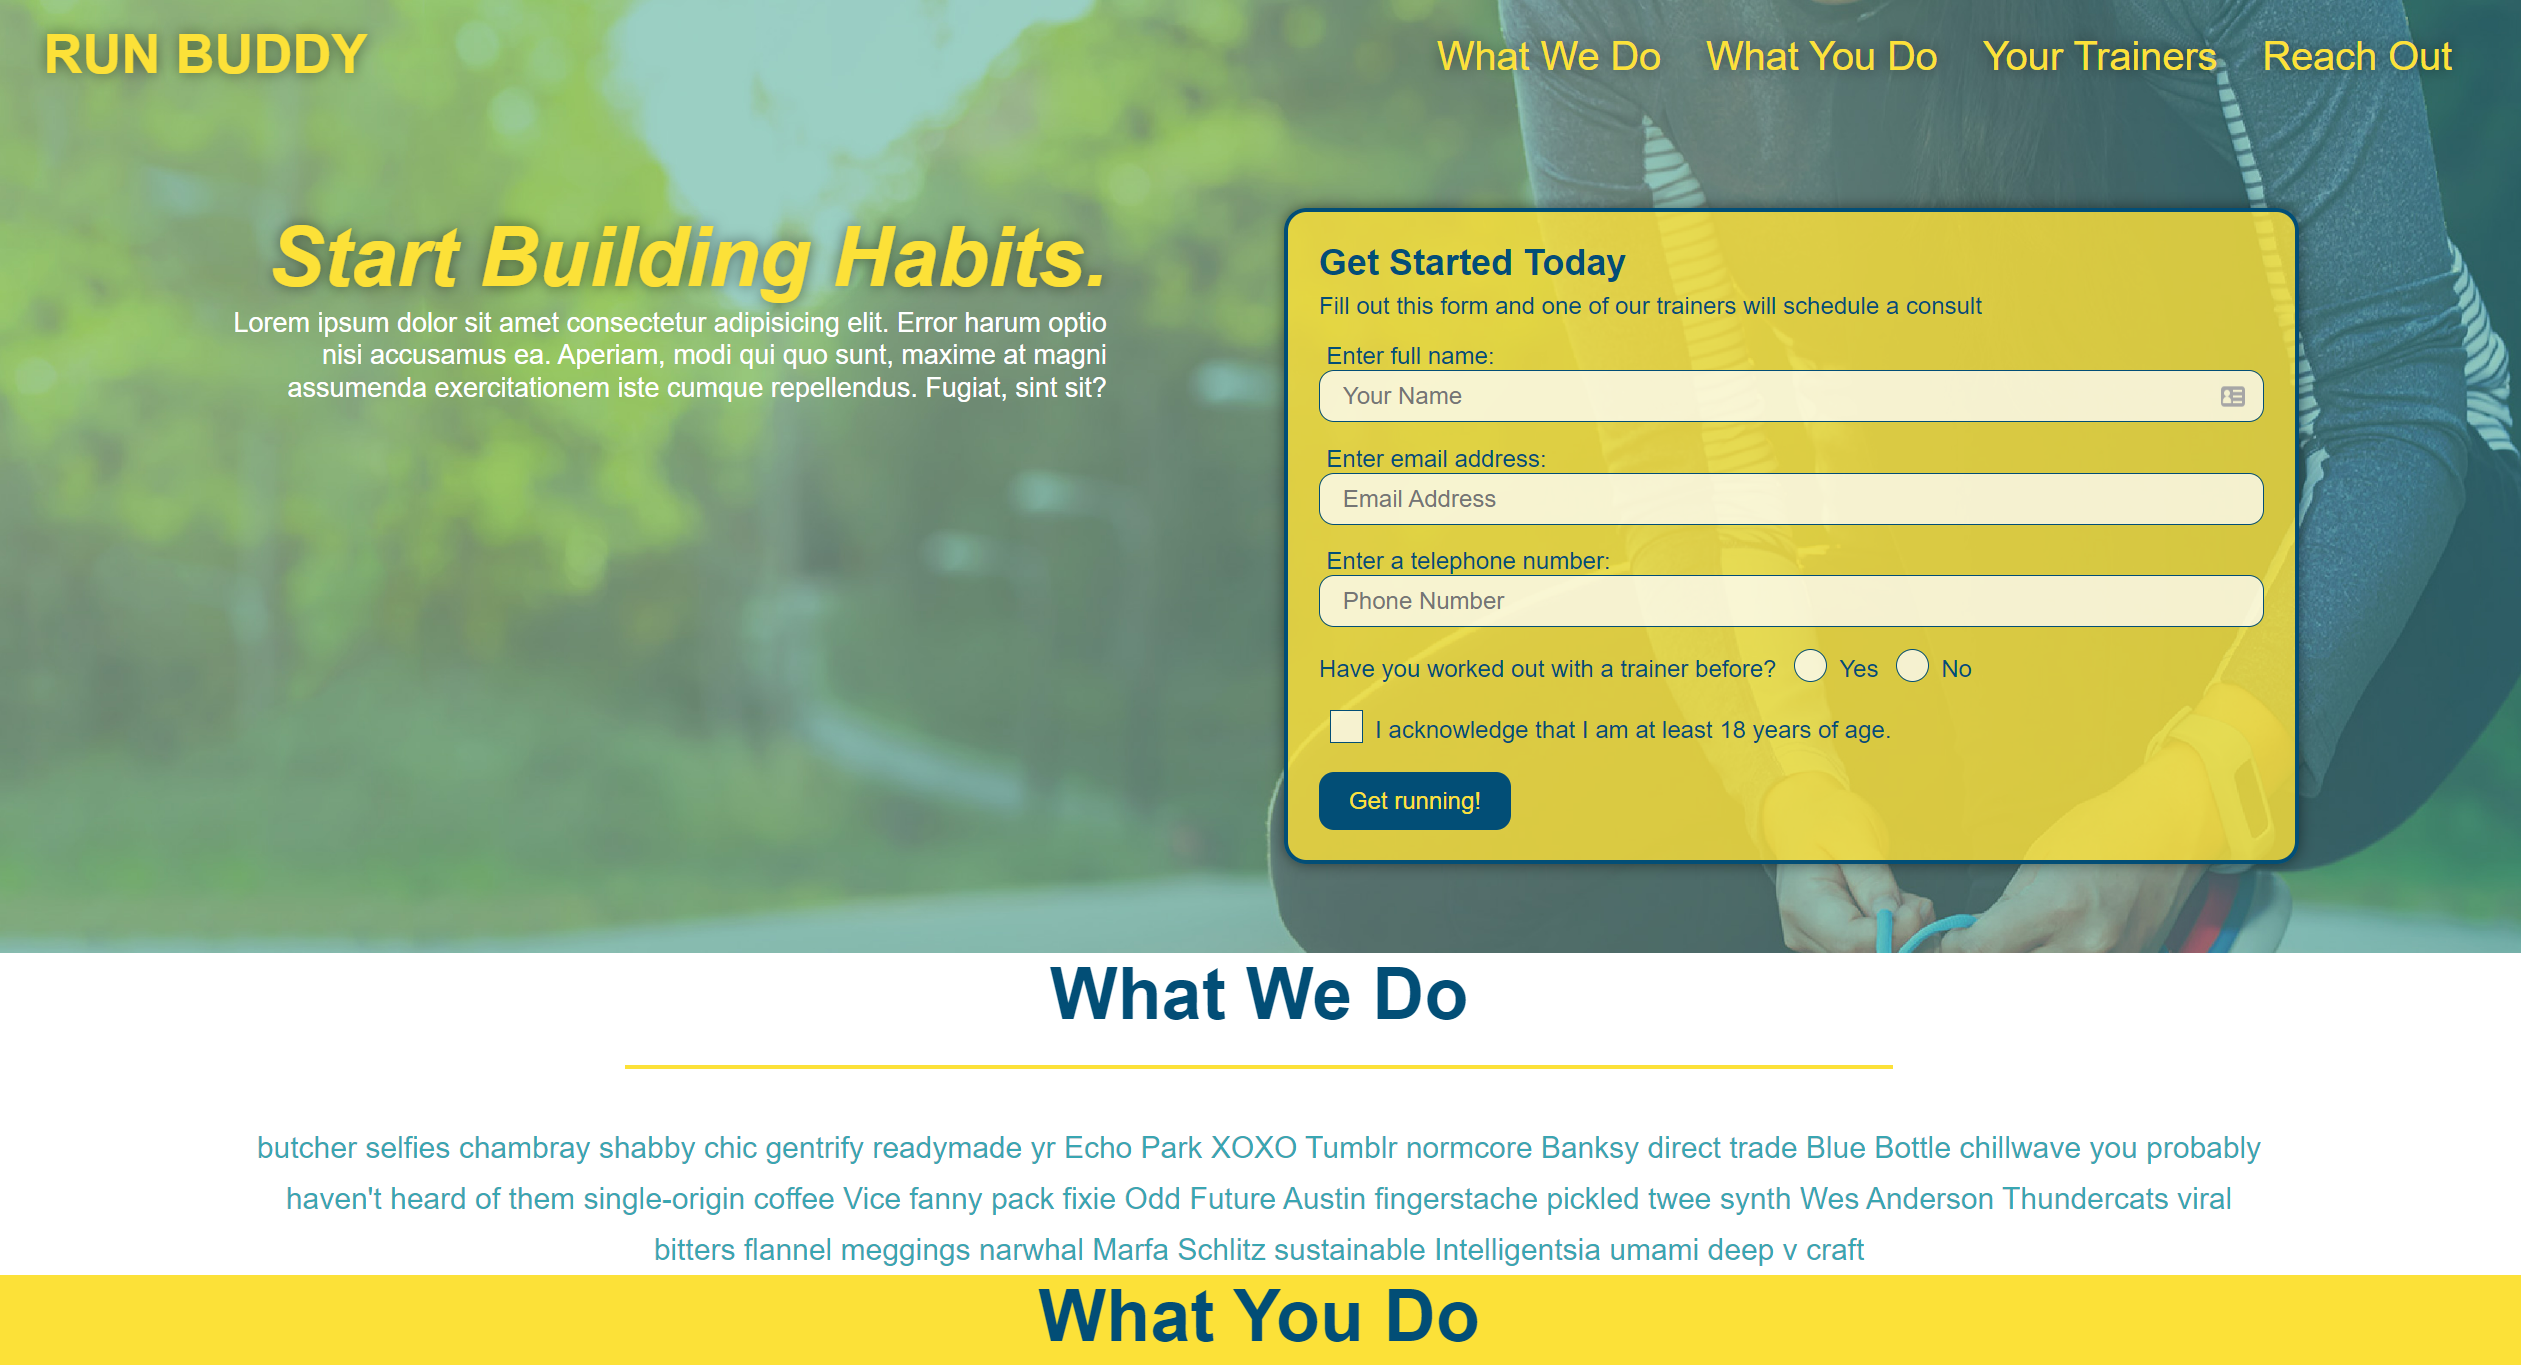 RUN BUDDY
What We Do
What You Do
Your Trainers
Reach Out
Start Building Habits.
Lorem ipsum dolor sit amet consectetur adipisicing elit. Error harum optio
nisi accusamus ea. Aperiam, modi qui quo sunt, maxime at magni
assumenda exercitationem iste cumque repellendus. Fugiat, sint sit?
Get Started Today
Fill out this form and one of our trainers will schedule a consult
Enter full name:
Your Name
Enter email address:
Email Address
Enter a telephone number:
Phone Number
Have you worked out with a trainer before? Yes No
I acknowledge that I am at least 18 years of age.
Get running!
What We Do
butcher selfies chambray shabby chic gentrify readymade yr Echo Park XOXO Tumblr normcore Banksy direct trade Blue Bottle chillwave you probably
haven't heard of them single-origin coffee Vice fanny pack fixie Odd Future Austin fingerstache pickled twee synth Wes Anderson Thundercats viral
bitters flannel meggings narwhal Marfa Schlitz sustainable Intelligentsia umami deep v craft
What You Do